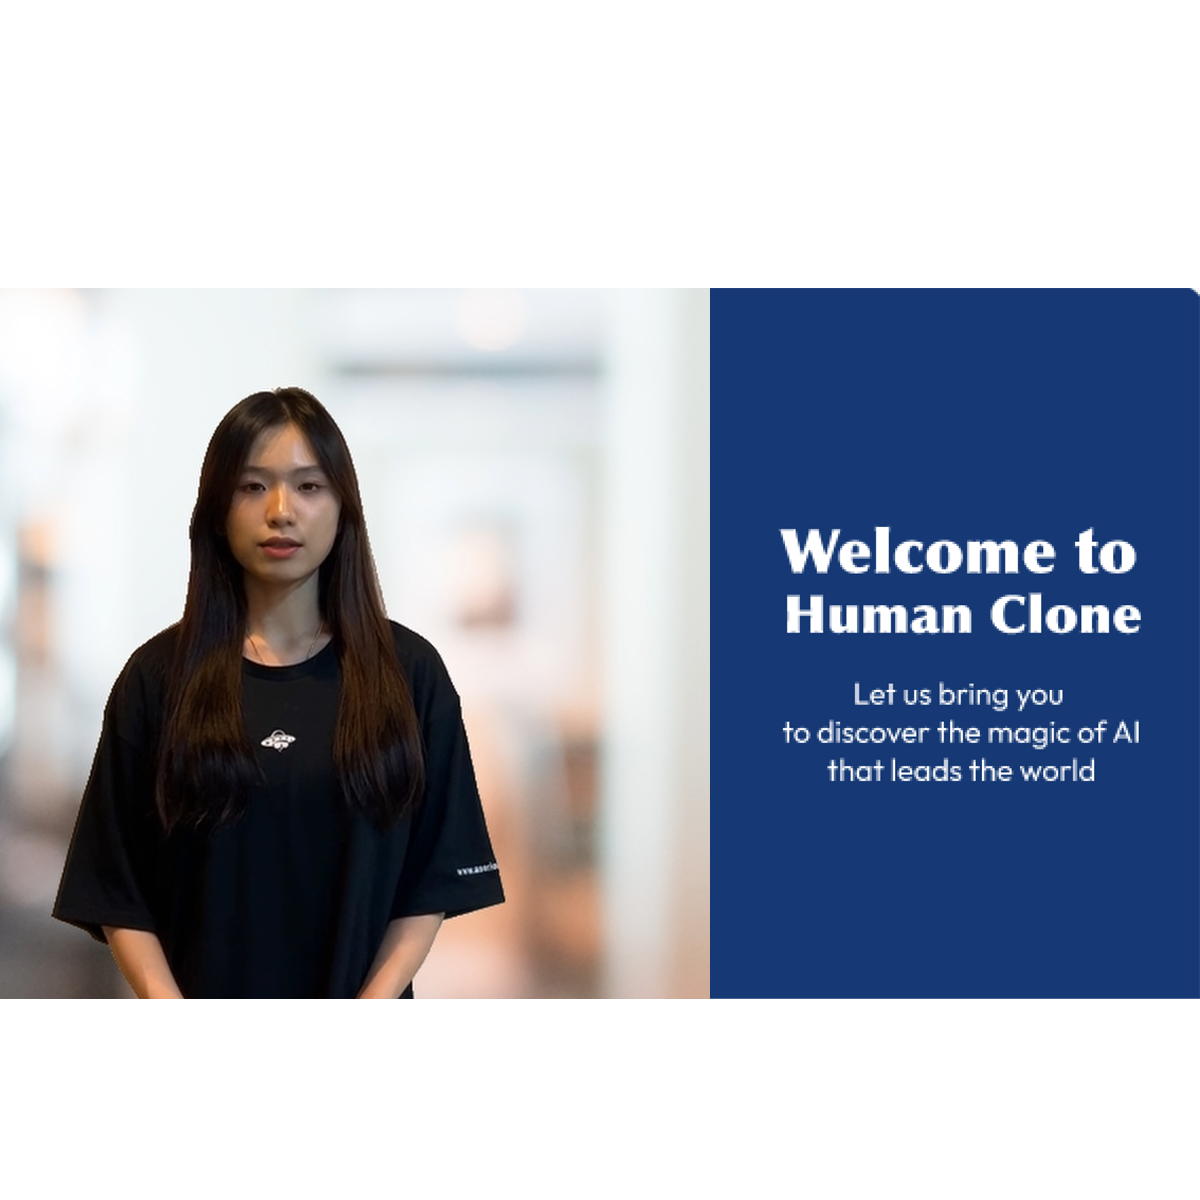 Welcome to
Human Clone
Let us bring you
to discover the magic of AI
that leads the world